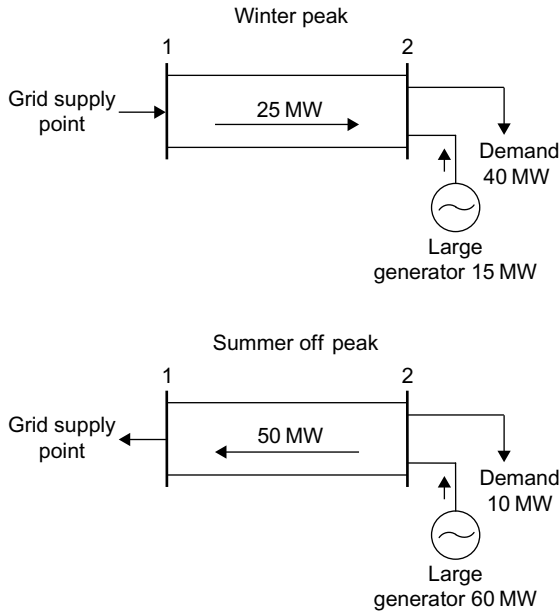 Winter peak
1
2
Grid supply
point
25 MW
Demand
40 MW
Large
generator 15 MW
Summer off peak
1
2
Grid supply
point
50 MW
Demand
10 MW
Large
generator 60 MW